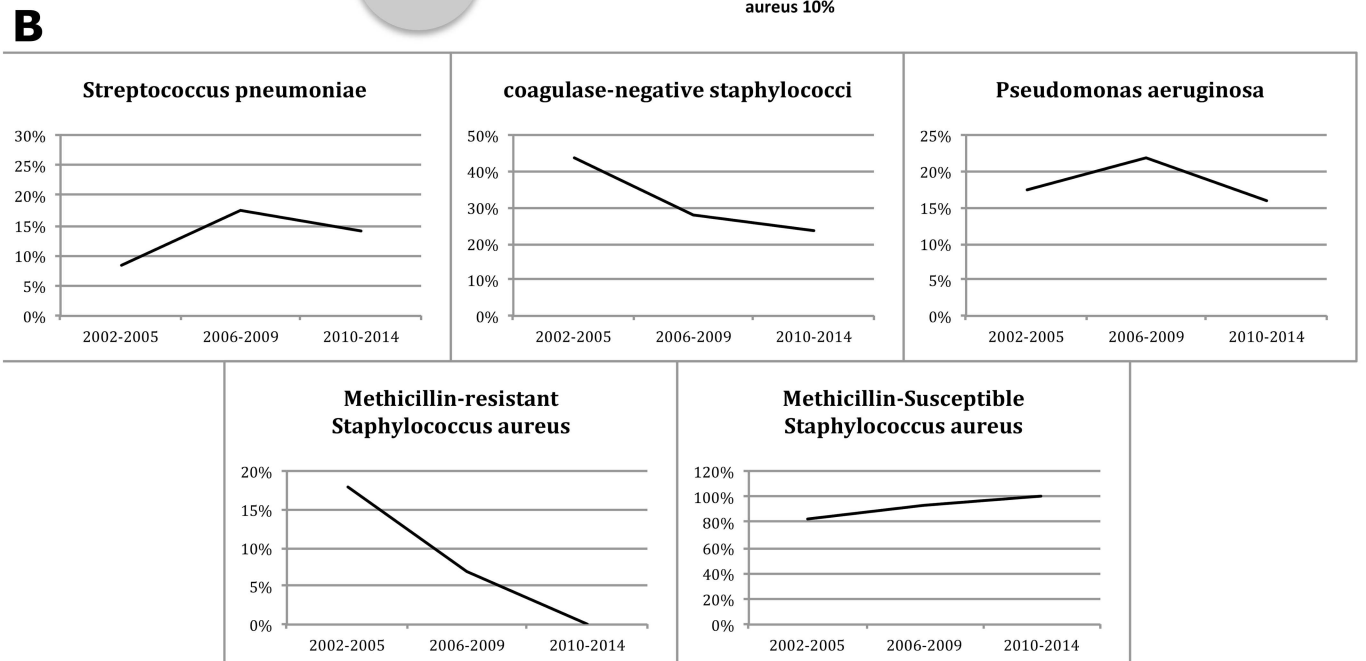 aureus 10%
B
Streptococcus pneumoniae
30%
25%
20%
15%
10%
5%
0%
2002-2005 2006-2009 2010-2014
coagulase-negative staphylococci
50%
40%
30%
20%
10%
0%
2002-2005 2006-2009 2010-2014
Pseudomonas aeruginosa
25%
20%
15%
10%
5%
0%
2002-2005 2006-2009 2010-2014
Methicillin-resistant
Staphylococcus aureus
20%
15%
10%
5%
0%
2002-2005 2006-2009 2010-2014
Methicillin-Susceptible
Staphylococcus aureus
120%
100%
80%
60%
40%
20%
0%
2002-2005 2006-2009 2010-2014